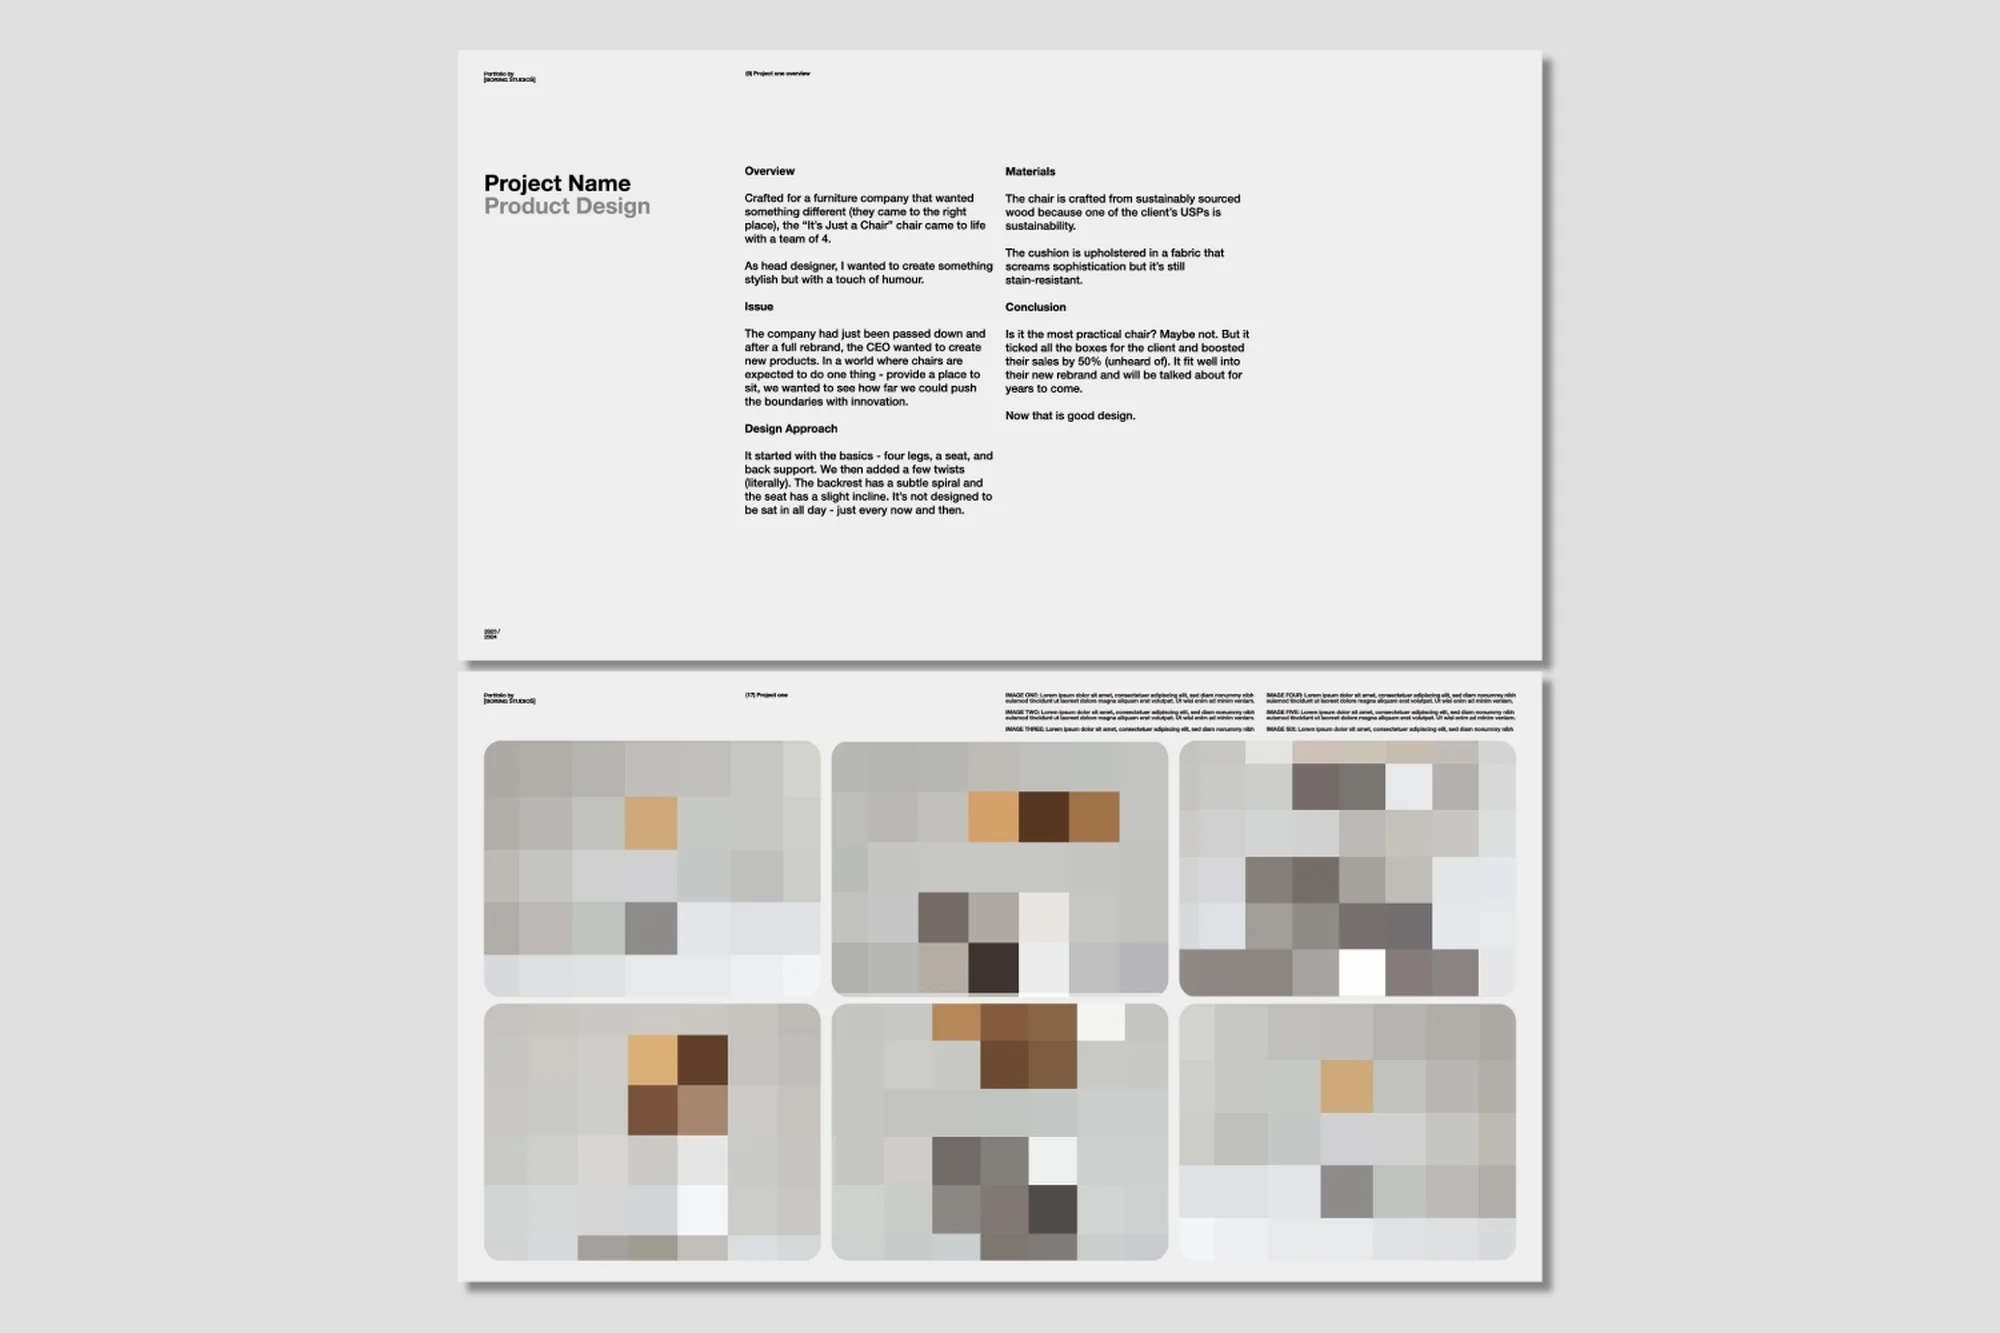 Portfolio by
[BORING STUDIOS]
(9) Project one overview
Project Name
Product Design
Overview
Crafted for a furniture company that wanted
something different (they came to the right
place), the “It’s Just a Chair” chair came to life
with a team of 4.
As head designer, I wanted to create something
stylish but with a touch of humour.
Issue
The company had just been passed down and
after a full rebrand, the CEO wanted to create
new products. In a world where chairs are
expected to do one thing - provide a place to
sit, we wanted to see how far we could push
the boundaries with innovation.
Design Approach
It started with the basics - four legs, a seat, and
back support. We then added a few twists
(literally). The backrest has a subtle spiral and
the seat has a slight incline. It’s not designed to
be sat in all day - just every now and then.
Materials
The chair is crafted from sustainably sourced
wood because one of the client’s USPs is
sustainability.
The cushion is upholstered in a fabric that
screams sophistication but it’s still
stain-resistant.
Conclusion
Is it the most practical chair? Maybe not. But it
ticked all the boxes for the client and boosted
their sales by 50% (unheard of). It fit well into
their new rebrand and will be talked about for
years to come.
Now that is good design.
2023 /
2024
Portfolio by
[BORING STUDIOS]
(17) Project one
IMAGE ONE: Lorem ipsum dolor sit amet, consectetuer adipiscing elit, sed diam nonummy nibh
euismod tincidunt ut laoreet dolore magna aliquam erat volutpat. Ut wisi enim ad minim veniam.
IMAGE TWO: Lorem ipsum dolor sit amet, consectetuer adipiscing elit, sed diam nonummy nibh
euismod tincidunt ut laoreet dolore magna aliquam erat volutpat. Ut wisi enim ad minim veniam.
IMAGE THREE: Lorem ipsum dolor sit amet, consectetuer adipiscing elit, sed diam nonummy nibh
IMAGE FOUR: Lorem ipsum dolor sit amet, consectetuer adipiscing elit, sed diam nonummy nibh
euismod tincidunt ut laoreet dolore magna aliquam erat volutpat. Ut wisi enim ad minim veniam.
IMAGE FIVE: Lorem ipsum dolor sit amet, consectetuer adipiscing elit, sed diam nonummy nibh
euismod tincidunt ut laoreet dolore magna aliquam erat volutpat. Ut wisi enim ad minim veniam.
IMAGE SIX: Lorem ipsum dolor sit amet, consectetuer adipiscing elit, sed diam nonummy nibh